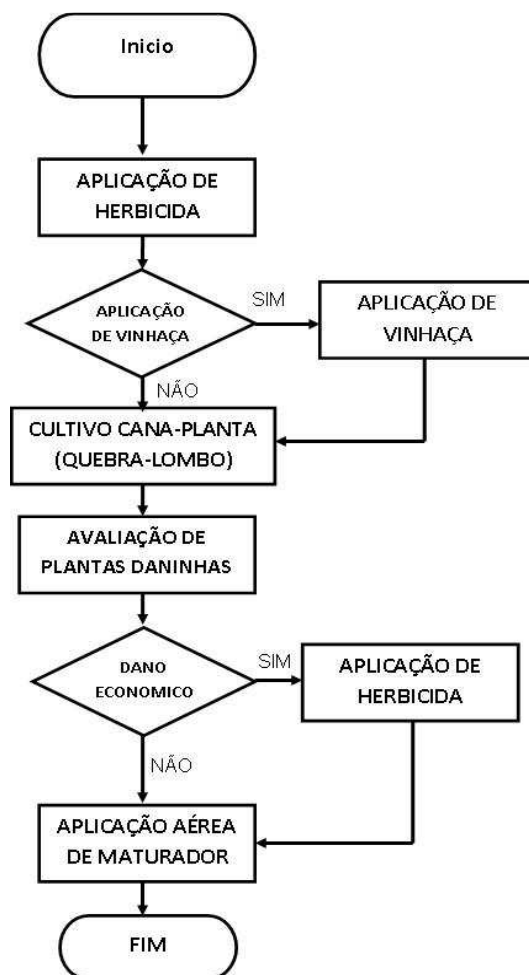 Inicio
APLICAÇÃO DE
HERBICIDA
APLICAÇÃO
DE VINHAÇA
SIM
APLICAÇÃO DE
VINHAÇA
NÃO
CULTIVO CANA-PLANTA
(QUEBRA-LOMBO)
AVALIAÇÃO DE
PLANTAS DANINHAS
DANO
ECONOMICO
SIM
APLICAÇÃO DE
HERBICIDA
NÃO
APLICAÇÃO AÉREA
DE MATURADOR
FIM